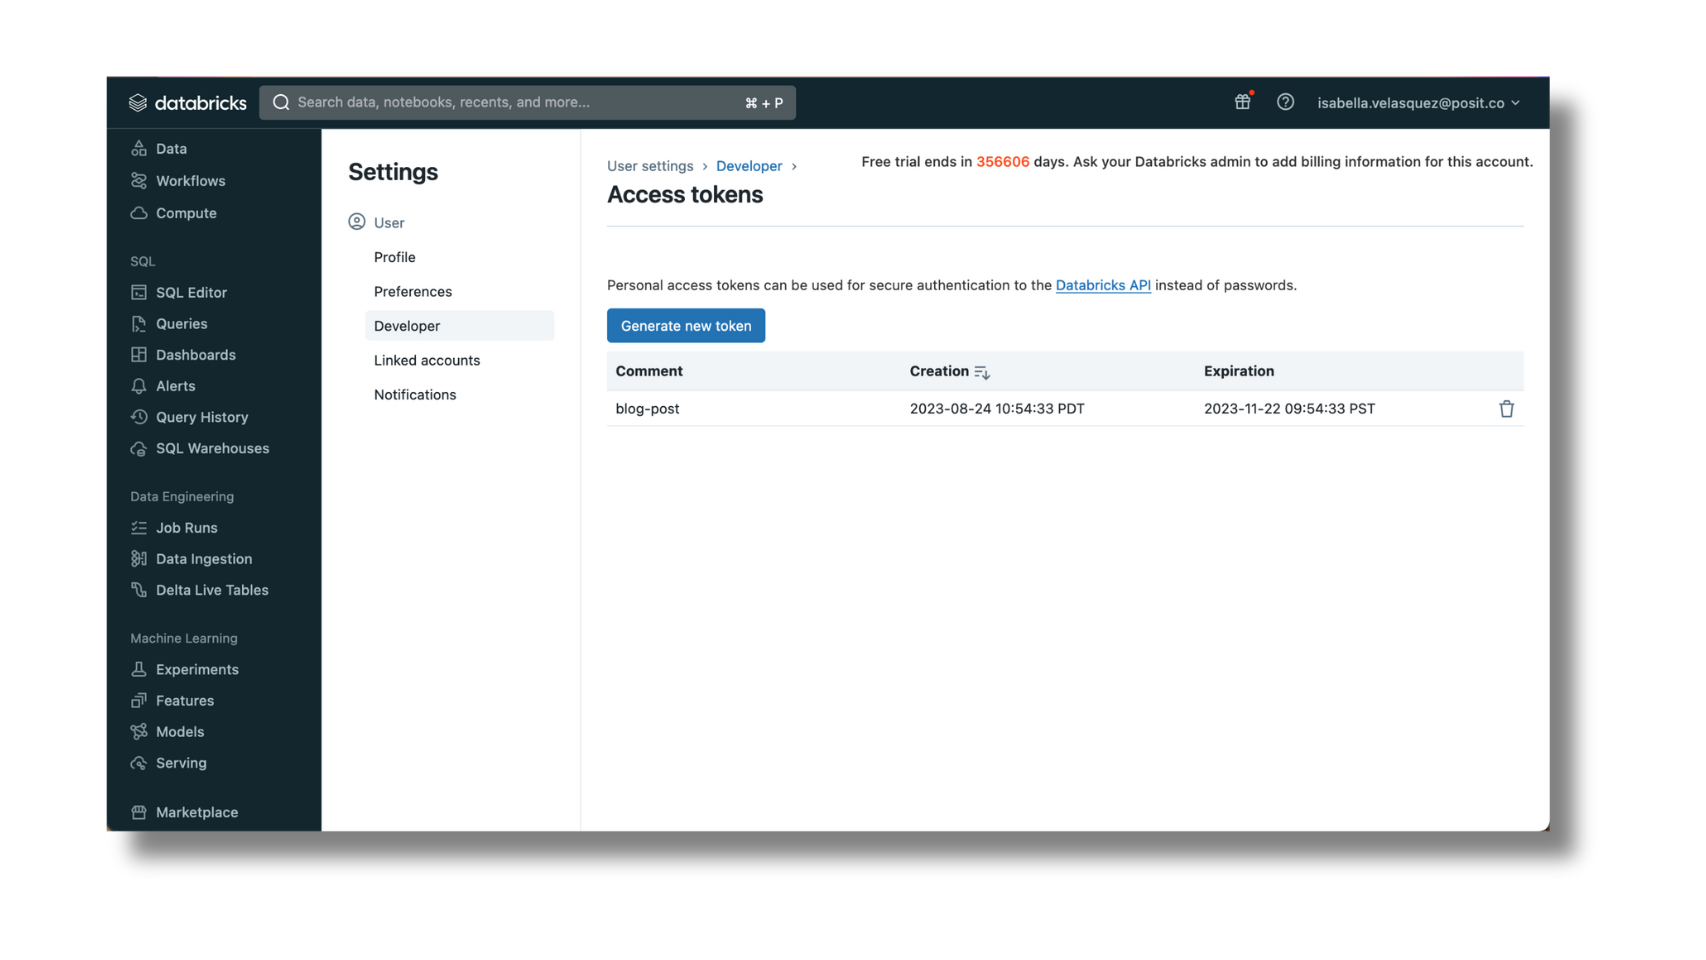 databricks
Search data, notebooks, recents, and more...
⌘ + P
isabella.velasquez@posit.co
Data
Workflows
Compute
SQL
SQL Editor
Queries
Dashboards
Alerts
Query History
SQL Warehouses
Data Engineering
Job Runs
Data Ingestion
Delta Live Tables
Machine Learning
Experiments
Features
Models
Serving
Marketplace
Settings
User
Profile
Preferences
Developer
Linked accounts
Notifications
User settings › Developer ›
Free trial ends in 356606 days. Ask your Databricks admin to add billing information for this account.
Access tokens
Personal access tokens can be used for secure authentication to the Databricks API instead of passwords.
Generate new token
Comment Creation Expiration
blog-post 2023-08-24 10:54:33 PDT 2023-11-22 09:54:33 PST